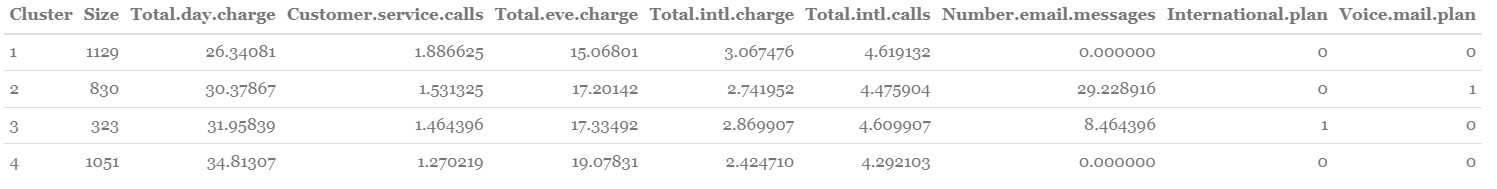 Cluster Size Total.day.charge Customer.service.calls Total.eve.charge Total.intl.charge Total.intl.calls Number.email.messages International.plan Voice.mail.plan
1 1129 26.34081 1.886625 15.06801 3.067476 4.619132 0.000000 0 0
2 830 30.37867 1.531325 17.20142 2.741952 4.475904 29.228916 0 1
3 323 31.95839 1.464396 17.33492 2.869907 4.609907 8.464396 1 0
4 1051 34.81307 1.270219 19.07831 2.424710 4.292103 0.000000 0 0